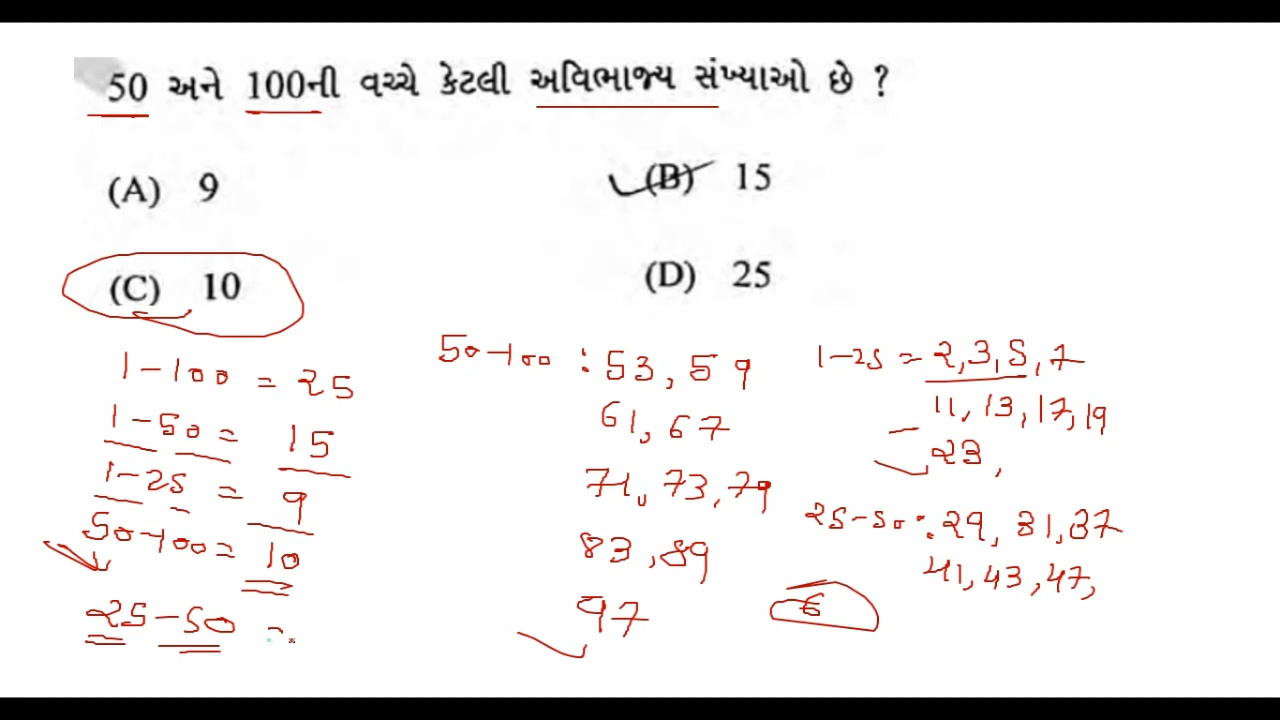 50 અને 100ની વચ્ચે કેટલી અવિભાજ્ય સંખ્યાઓ છે ?
(A) 9
(B) 15
(C) 10
(D) 25
1-100 = 25
1-50 = 15
1-25 = 9
50-100 = 10
25-50
50-100 : 53, 59
61, 67
71, 73, 79
83, 89
97
1-25 = 2, 3, 5, 7
11, 13, 17, 19
23,
25-50 : 29, 31, 37
41, 43, 47,
6